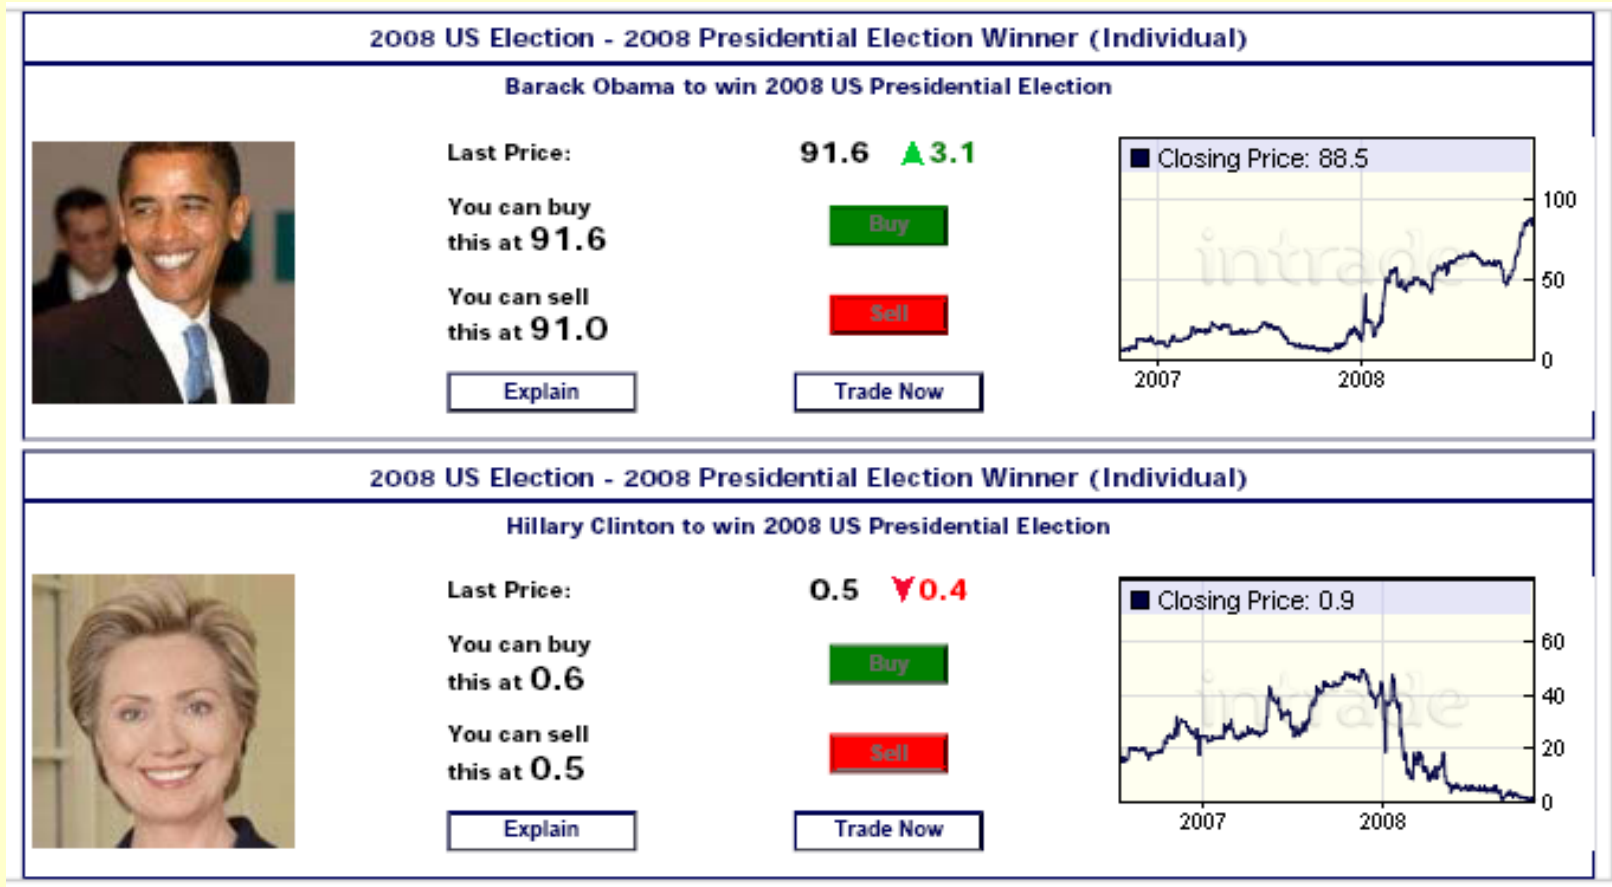 2008 US Election - 2008 Presidential Election Winner (Individual)
Barack Obama to win 2008 US Presidential Election
Last Price: 91.6 ▲3.1
You can buy
this at 91.6
Buy
You can sell
this at 91.0
Sell
Explain
Trade Now
Closing Price: 88.5
intrade
100
50
0
2007 2008
2008 US Election - 2008 Presidential Election Winner (Individual)
Hillary Clinton to win 2008 US Presidential Election
Last Price: 0.5 ▼0.4
You can buy
this at 0.6
Buy
You can sell
this at 0.5
Sell
Explain
Trade Now
Closing Price: 0.9
intrade
60
40
20
0
2007 2008